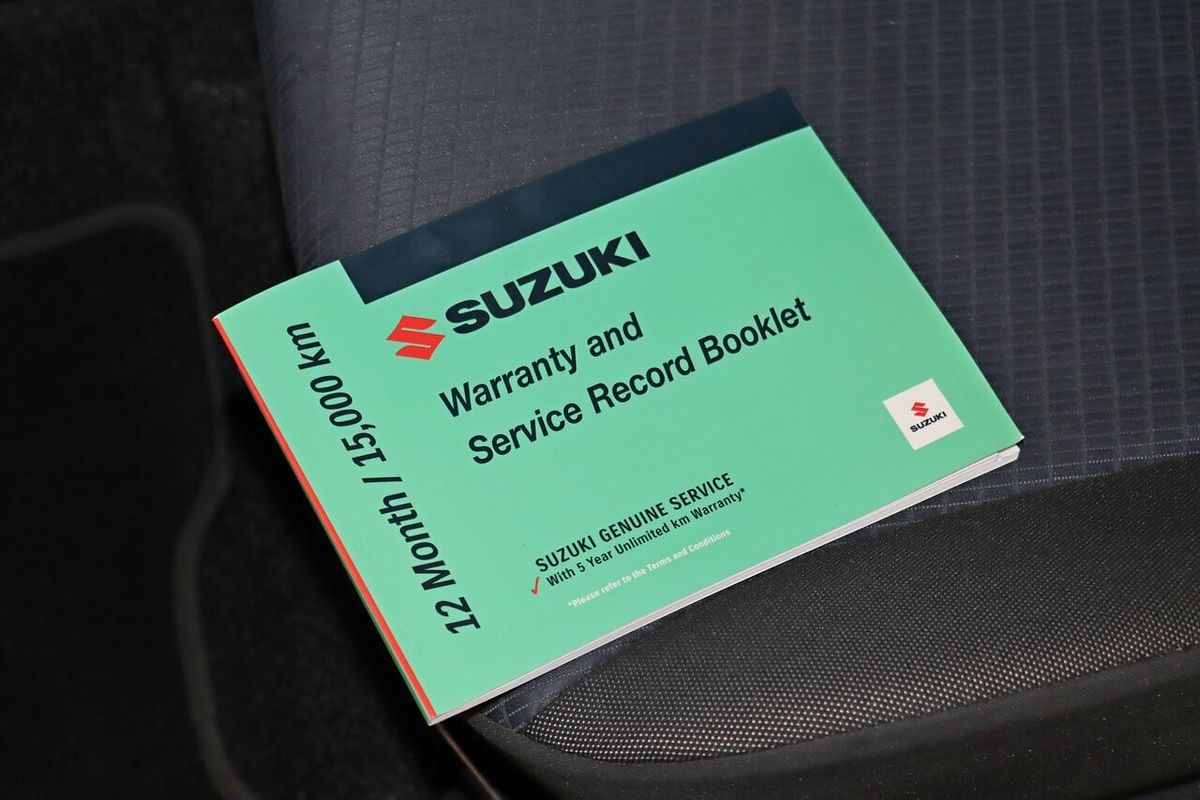 SUZUKI
Warranty and
Service Record Booklet
12 Month / 15,000 km
SUZUKI GENUINE SERVICE
With 5 Year Unlimited km Warranty*
*Please refer to the Terms and Conditions
SUZUKI